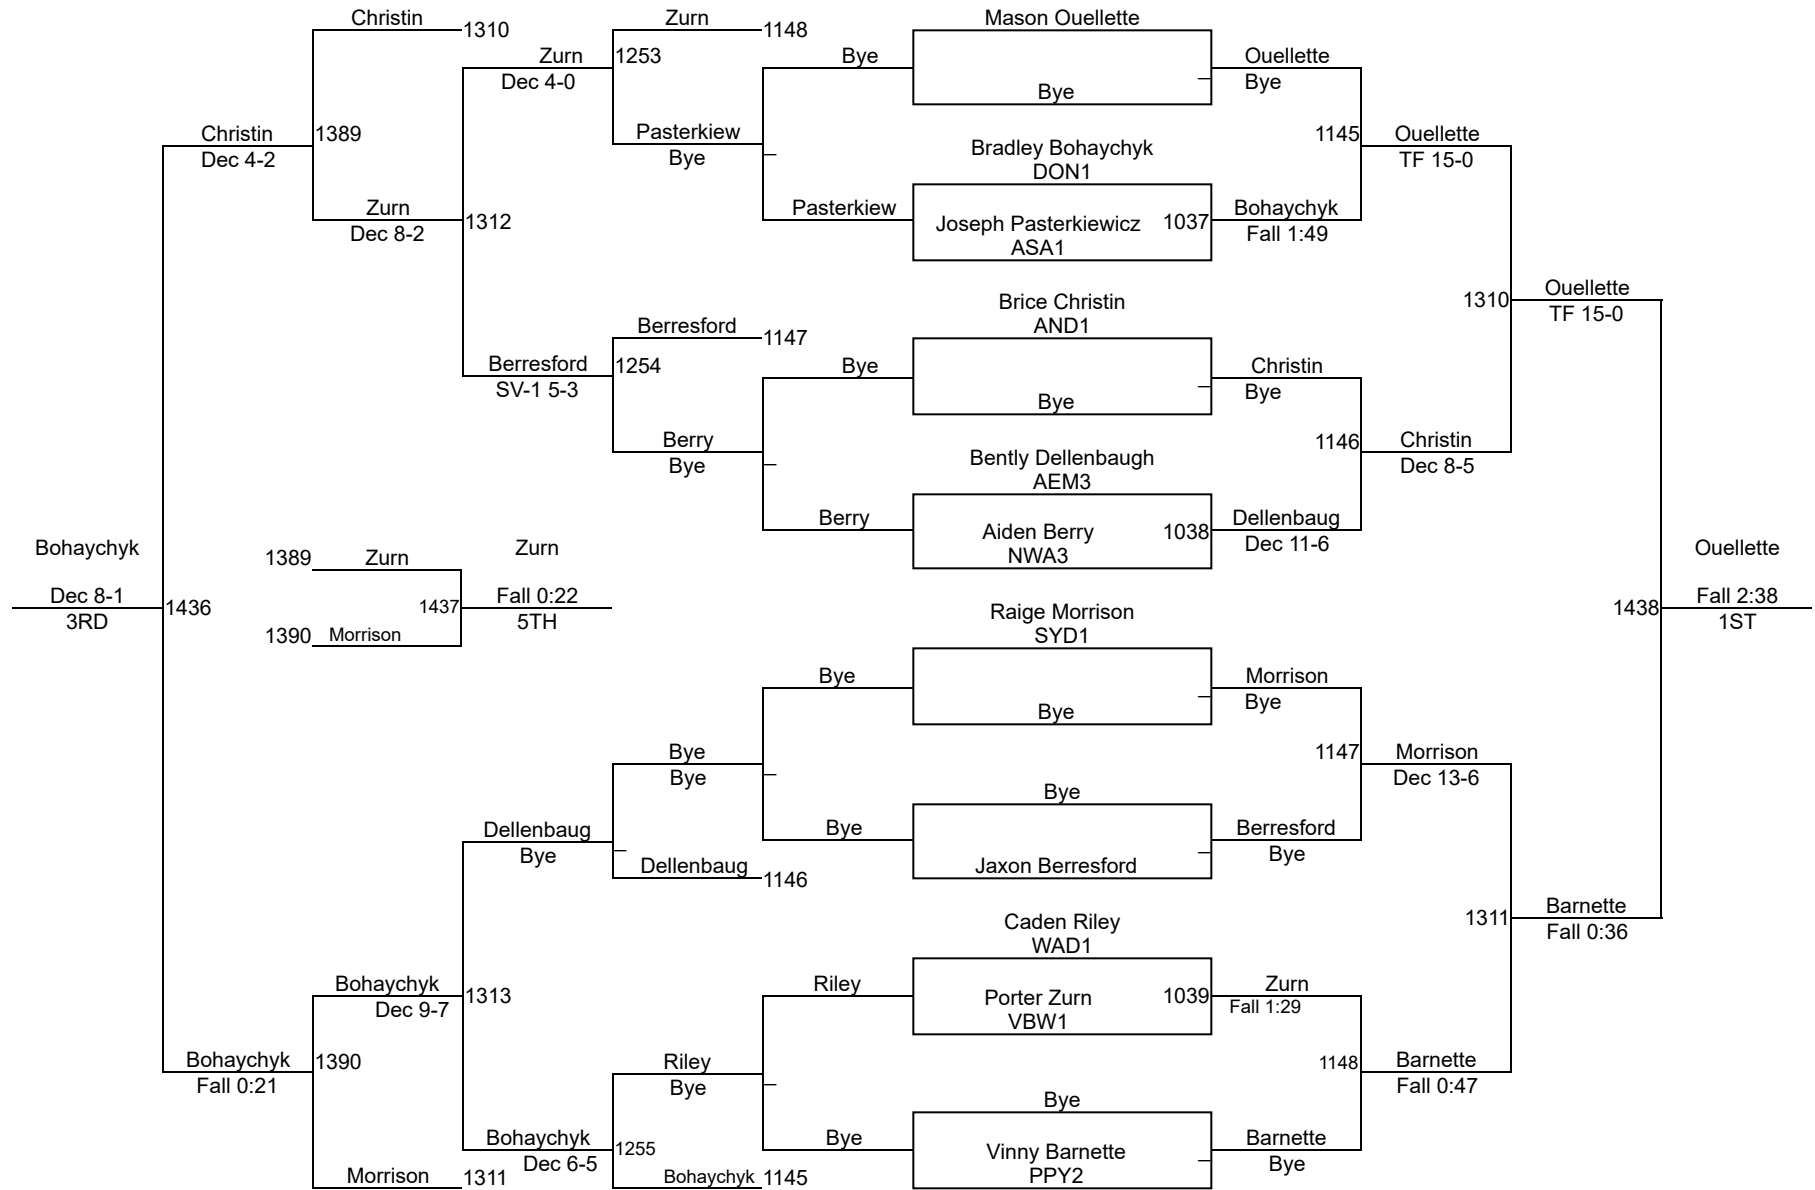 Christin
1310
Zurn
1148
Mason Ouellette
Zurn
1253
Bye
Ouellette
Dec 4-0
Bye
Bye
Christin
1389
Pasterkiew
1145
Ouellette
Dec 4-2
Bye
Bradley Bohaychyk
TF 15-0
DON1
Zurn
1312
Pasterkiew
Joseph Pasterkiewicz
1037
Bohaychyk
Dec 8-2
ASA1
Fall 1:49
Brice Christin
1310
Ouellette
AND1
TF 15-0
Berresford
1147
Berresford
1254
Bye
Christin
SV-1 5-3
Bye
Bye
Berry
1146
Christin
Bye
Bently Dellenbaugh
Dec 8-5
AEM3
Berry
Aiden Berry
1038
Dellenbaug
NWA3
Dec 11-6
Bohaychyk
1389
Zurn
Zurn
Ouellette
Dec 8-1
1436
1437
Fall 0:22
1438
Fall 2:38
3RD
5TH
1ST
1390
Morrison
Raige Morrison
SYD1
Bye
Morrison
Bye
Bye
Bye
1147
Morrison
Bye
Dec 13-6
Bye
Dellenbaug
Bye
Berresford
Bye
Bye
Dellenbaug
1146
Jaxon Berresford
Caden Riley
1311
Barnette
WAD1
Fall 0:36
Bohaychyk
1313
Riley
Porter Zurn
1039
Zurn
Dec 9-7
VBW1
Fall 1:29
Bohaychyk
1390
Riley
1148
Barnette
Fall 0:21
Bye
Fall 0:47
Bye
Bohaychyk
1255
Bye
Vinny Barnette
Barnette
Dec 6-5
PPY2
Bye
Morrison
1311
Bohaychyk
1145